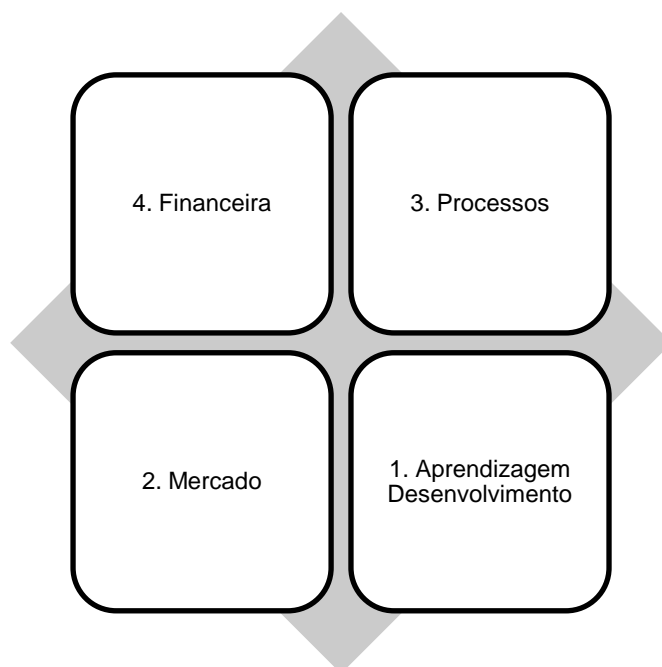 4. Financeira
3. Processos
2. Mercado
1. Aprendizagem
Desenvolvimento